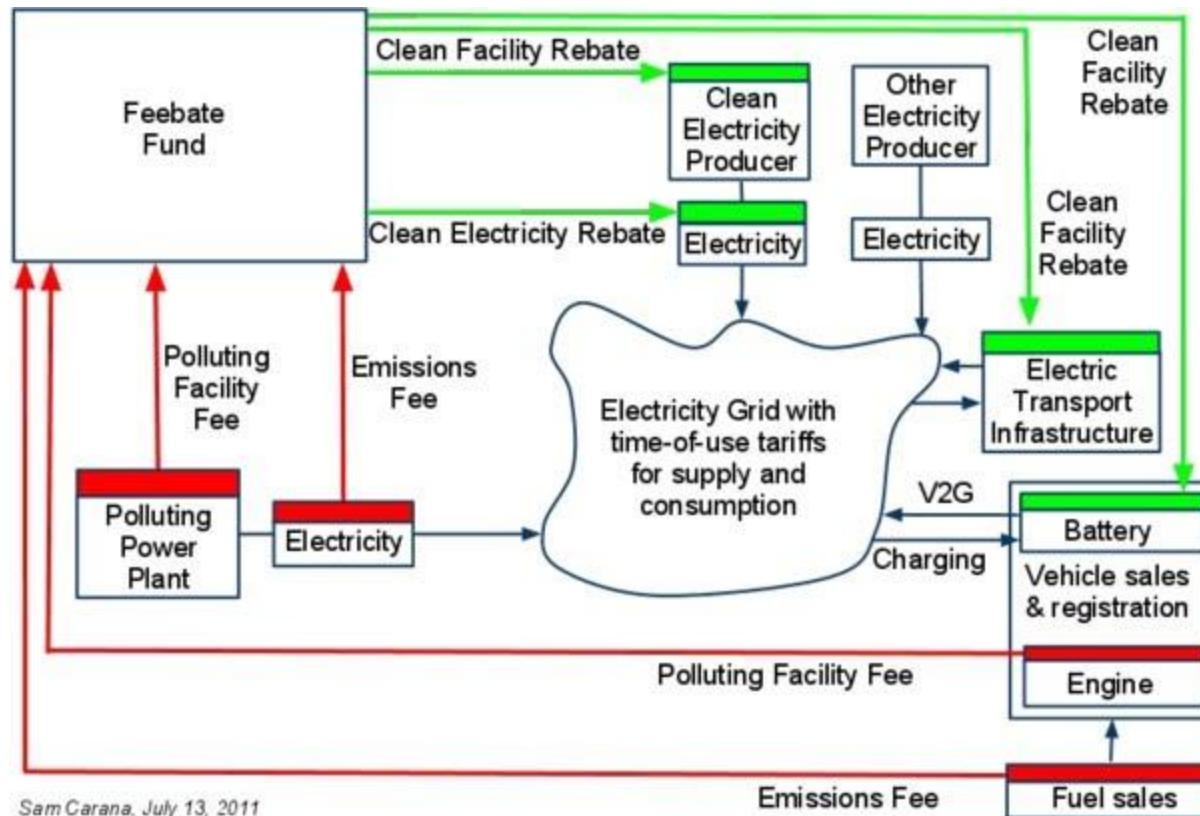 Feebate
Fund
Clean Facility Rebate
Clean
Electricity
Producer
Other
Electricity
Producer
Clean
Facility
Rebate
Clean Electricity Rebate
Electricity
Electricity
Clean
Facility
Rebate
Polluting
Facility
Fee
Emissions
Fee
Electricity Grid with
time-of-use tariffs
for supply and
consumption
Electric
Transport
Infrastructure
Polluting
Power
Plant
Electricity
V2G
Charging
Battery
Vehicle sales
& registration
Polluting Facility Fee
Engine
Emissions Fee
Fuel sales
Sam Carana, July 13, 2011